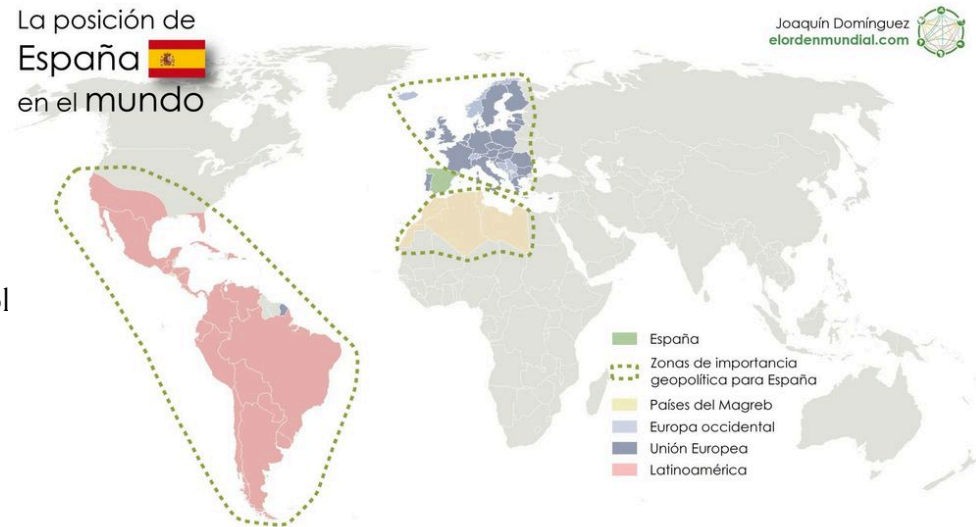 La posición de
España
en el mundo
Joaquín Domínguez
elordenmundial.com
España
Zonas de importancia
geopolítica para España
Países del Magreb
Europa occidental
Unión Europea
Latinoamérica